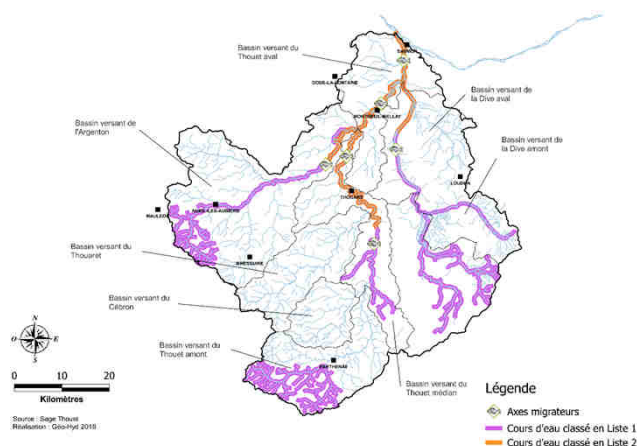 Bassin versant du
Thouet aval
SAUMUR
DOUE-LA-FONTAINE
Bassin versant de
la Dive aval
MONTREUIL-BELLAY
Bassin versant de
l'Argenton
Bassin versant de
la Dive amont
LOUDUN
MAULEON
THOUARS
Bassin versant du
Thouaret
BRESSUIRE
Bassin versant du
Cébron
Bassin versant du
Thouet amont
PARTHENAY
Bassin versant du
Thouet médian
N
O
E
S
10
20
Kilomètres
Source : Sage Thouet
Réalisation : Géo-Hyd 2018
Légende
Axes migrateurs
Cours d'eau classé en Liste 1
Cours d'eau classé en Liste 2